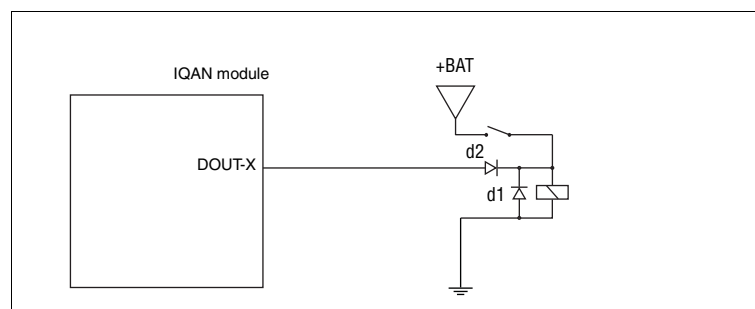 +BAT
IQAN module
d2
DOUT-X
d1